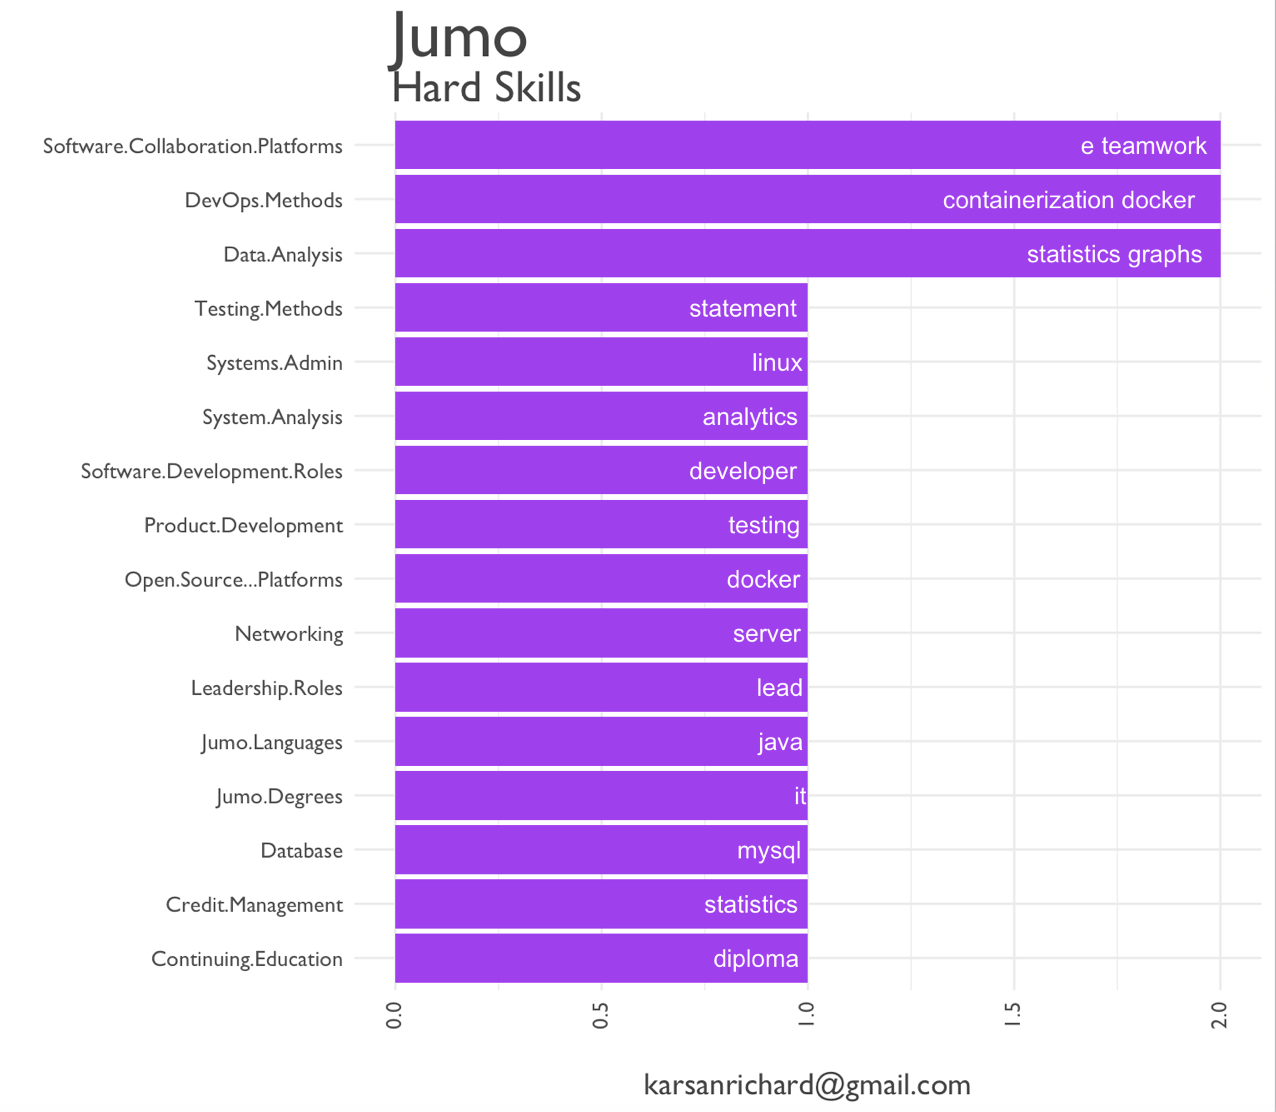 Jumo
Hard Skills
Software.Collaboration.Platforms e teamwork
DevOps.Methods containerization docker
Data.Analysis statistics graphs
Testing.Methods statement
Systems.Admin linux
System.Analysis analytics
Software.Development.Roles developer
Product.Development testing
Open.Source...Platforms docker
Networking server
Leadership.Roles lead
Jumo.Languages java
Jumo.Degrees it
Database mysql
Credit.Management statistics
Continuing.Education diploma
0.0 0.5 1.0 1.5 2.0
karsanrichard@gmail.com